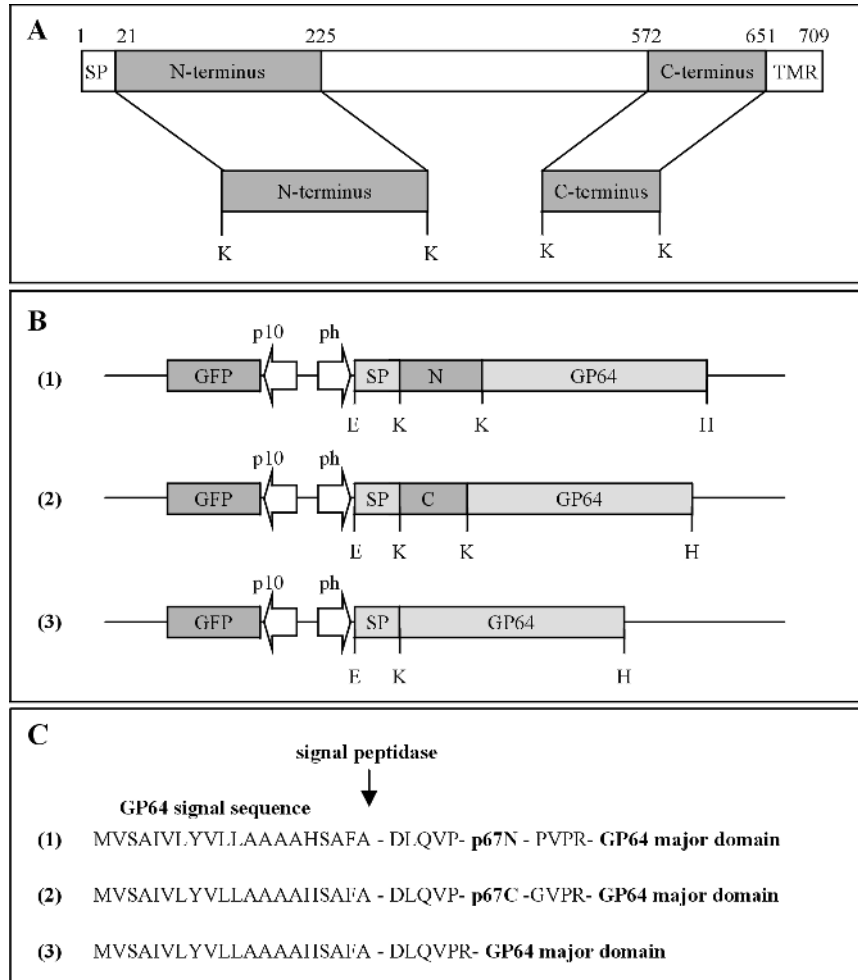 A
1 21 225 572 651 709
SP N-terminus C-terminus TMR
N-terminus C-terminus
K K K K
B
p10 ph
(1) GFP SP N GP64
E K K H
p10 ph
(2) GFP SP C GP64
E K K H
p10 ph
(3) GFP SP GP64
E K H
C
signal peptidase
GP64 signal sequence
(1) MVSAIVLYVLLAAAAHSAFA - DLQVP- p67N - PVPR- GP64 major domain
(2) MVSAIVLYVLLAAAAHSAFA - DLQVP- p67C -GVPR- GP64 major domain
(3) MVSAIVLYVLLAAAAHSAFA - DLQVPR- GP64 major domain